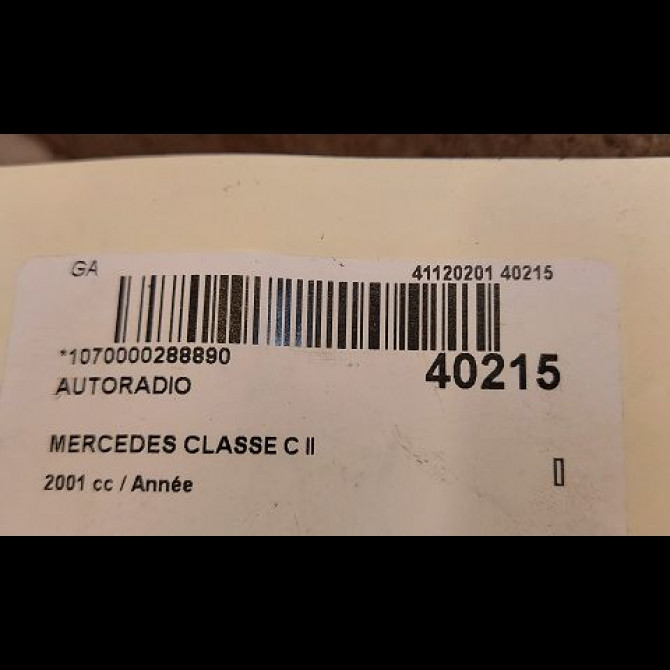 GA 41120201 40215
*1070000288890 40215
AUTORADIO
MERCEDES CLASSE C II
2001 cc / Année